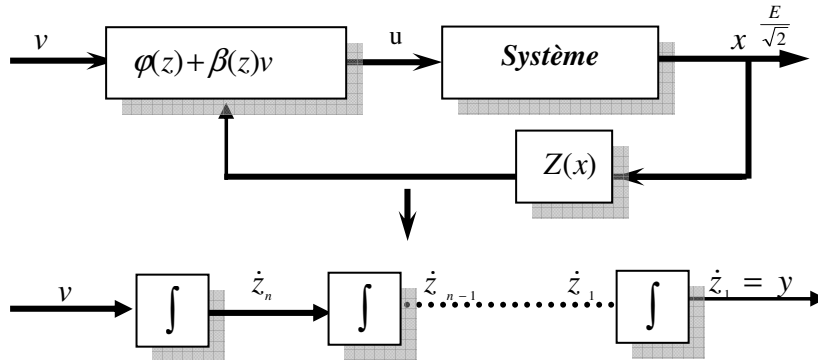 v φ(z)+β(z)v u Système x E/√2
Z(x)
v ∫ ż_n ∫ ż_{n-1} ż_1 ∫ ż_1 = y